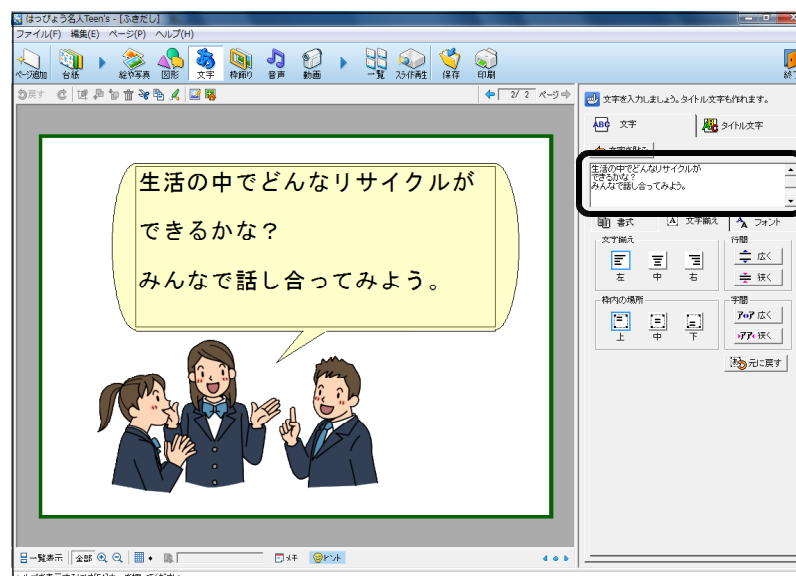 はっぴょう名人Teen's - [ふきだし]
ファイル(F) 編集(E) ページ(P) ヘルプ(H)
ページ追加 台紙 絵や写真 図形 文字 枠飾り 音声 動画 一覧 スライド再生 保存 印刷
戻す
2/ 2 ページ
文字を入力しましょう。タイトル文字も作れます。
ABC 文字 タイトル文字
生活の中でどんなリサイクルが
できるかな？
みんなで話し合ってみよう。
書式 A 文字揃え フォント
文字揃え 行間
左 中 右
広く
狭く
枠内の場所 字間
上 中 下
広く
狭く
元に戻す
生活の中でどんなリサイクルが
できるかな？
みんなで話し合ってみよう。
一覧表示 全部 メモ ヒント